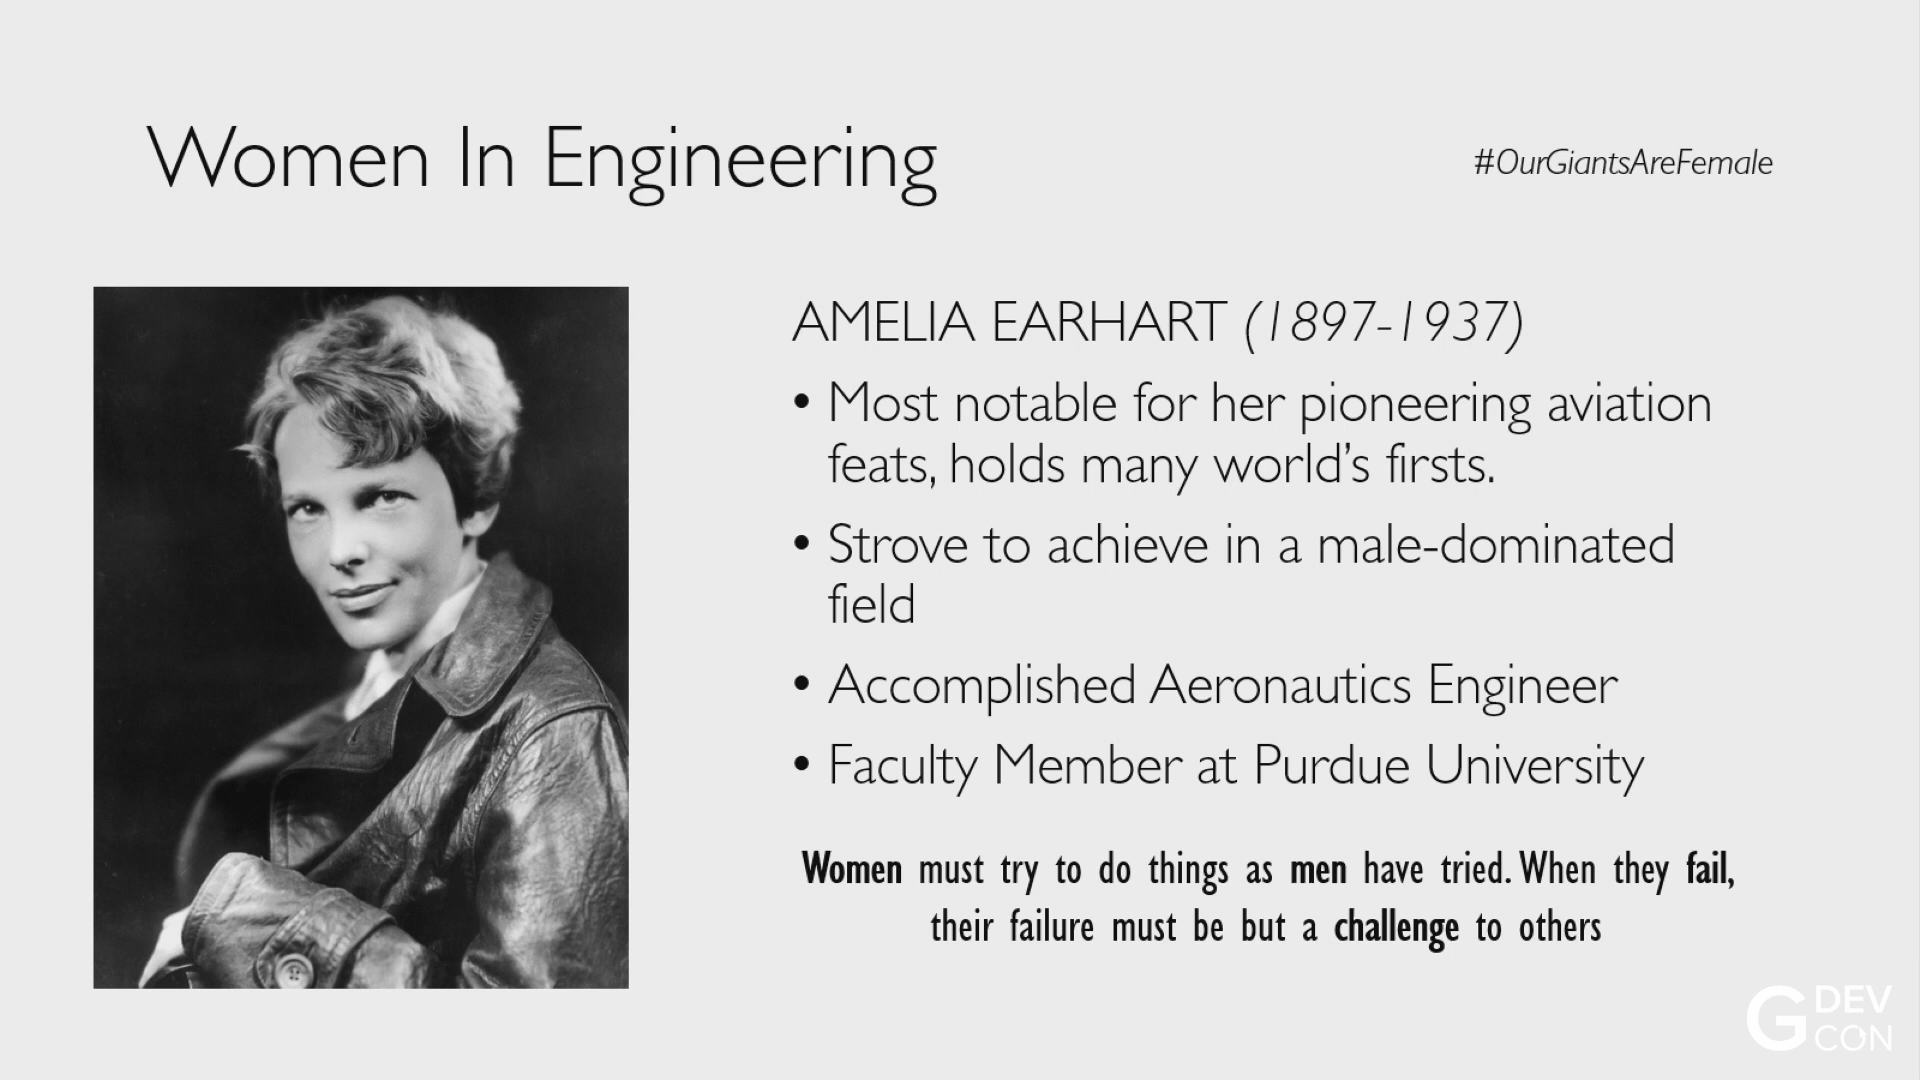 Women In Engineering
#OurGiantsAreFemale
AMELIA EARHART (1897-1937)
• Most notable for her pioneering aviation
feats, holds many world's firsts.
• Strove to achieve in a male-dominated
field
• Accomplished Aeronautics Engineer
• Faculty Member at Purdue University
Women must try to do things as men have tried. When they fail,
their failure must be but a challenge to others
G DEV
CON